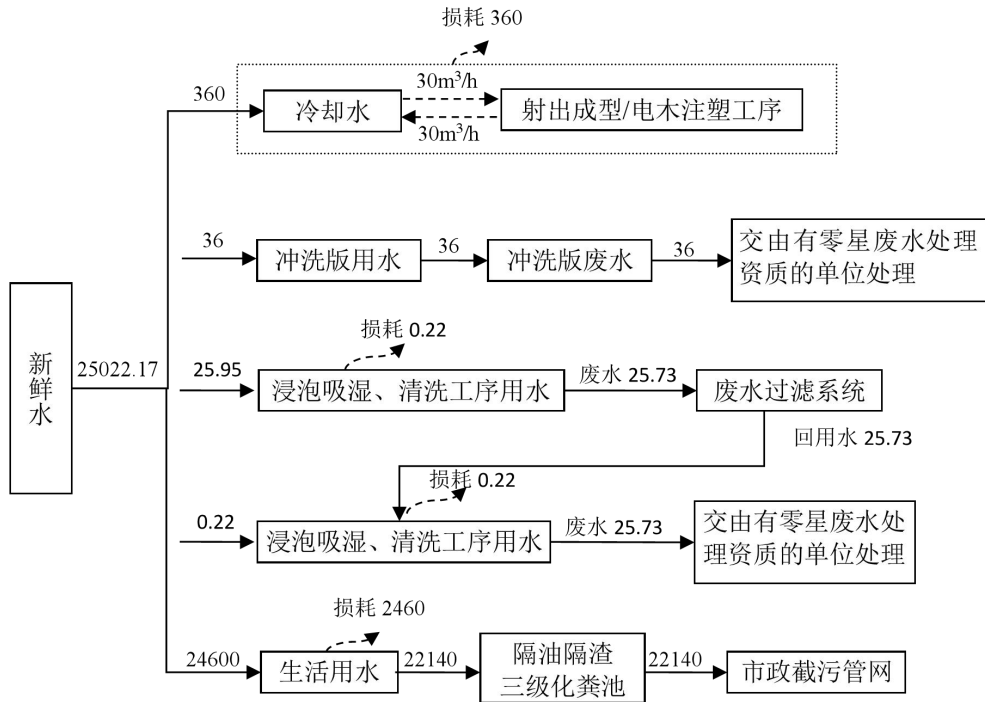 损耗 360
360
冷却水
30m³/h
30m³/h
射出成型/电木注塑工序
36
冲洗版用水
36
冲洗版废水
36
交由有零星废水处理
资质的单位处理
新鲜水
25022.17
损耗 0.22
25.95
浸泡吸湿、清洗工序用水
废水 25.73
废水过滤系统
回用水 25.73
损耗 0.22
0.22
浸泡吸湿、清洗工序用水
废水 25.73
交由有零星废水处
理资质的单位处理
损耗 2460
24600
生活用水
22140
隔油隔渣
三级化粪池
22140
市政截污管网